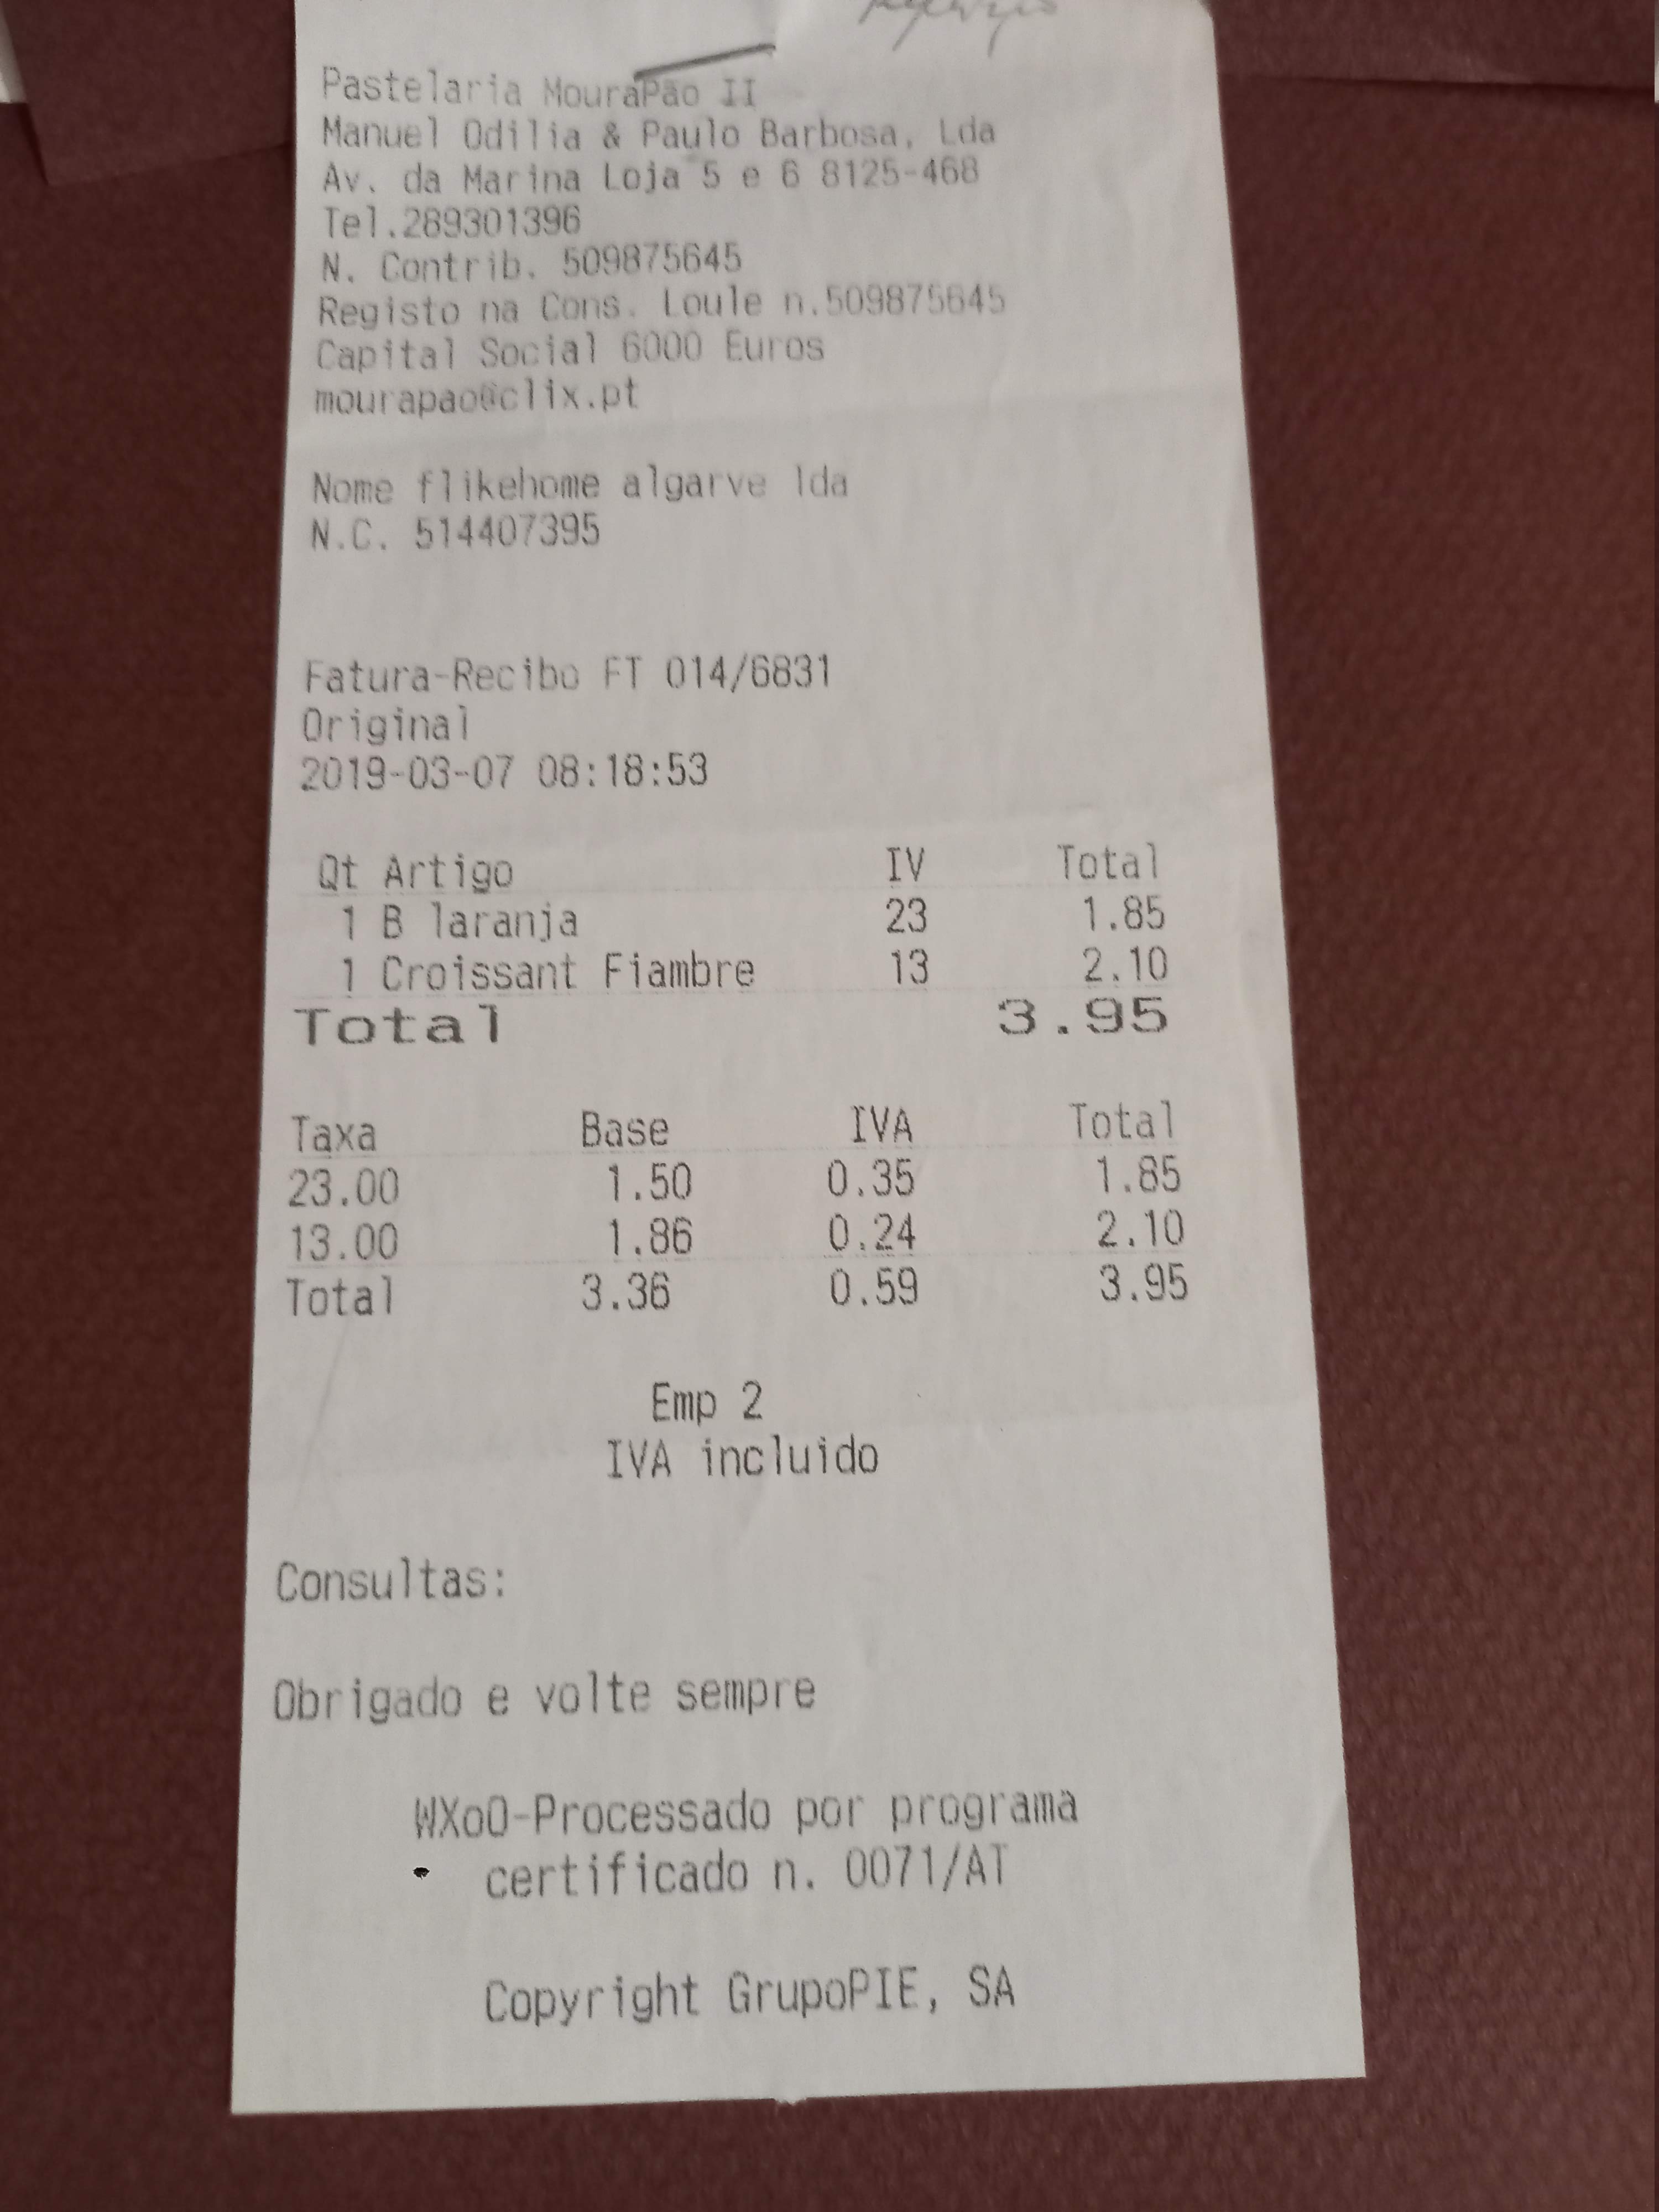 Pastelaria MouraPão II
Manuel Odilia & Paulo Barbosa, Lda
Av. da Marina Loja 5 e 6 8125-468
Tel.289301396
N. Contrib. 509875645
Registo na Cons. Loule n.509875645
Capital Social 6000 Euros
mourapao@clix.pt
Nome flikehome algarve lda
N.C. 514407395
Fatura-Recibo FT 014/6831
Original
2019-03-07 08:18:53
Qt Artigo IV Total
1 B laranja 23 1.85
1 Croissant Fiambre 13 2.10
Total 3.95
Taxa Base IVA Total
23.00 1.50 0.35 1.85
13.00 1.86 0.24 2.10
Total 3.36 0.59 3.95
Emp 2
IVA incluido
Consultas:
Obrigado e volte sempre
WXoO-Processado por programa
certificado n. 0071/AT
Copyright GrupoPIE, SA